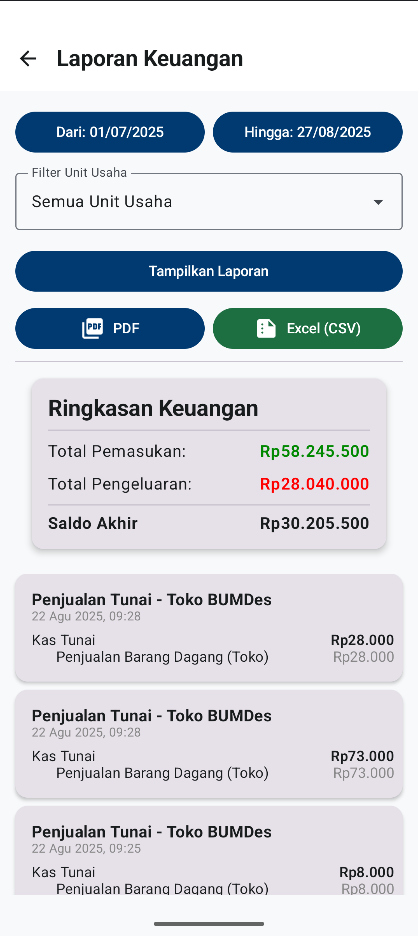 Laporan Keuangan
Dari: 01/07/2025
Hingga: 27/08/2025
Filter Unit Usaha
Semua Unit Usaha
Tampilkan Laporan
PDF PDF
Excel (CSV)
Ringkasan Keuangan
Total Pemasukan: Rp58.245.500
Total Pengeluaran: Rp28.040.000
Saldo Akhir Rp30.205.500
Penjualan Tunai - Toko BUMDes
22 Agu 2025, 09:28
Kas Tunai Rp28.000
Penjualan Barang Dagang (Toko) Rp28.000
Penjualan Tunai - Toko BUMDes
22 Agu 2025, 09:28
Kas Tunai Rp73.000
Penjualan Barang Dagang (Toko) Rp73.000
Penjualan Tunai - Toko BUMDes
22 Agu 2025, 09:25
Kas Tunai Rp8.000
Penjualan Barang Dagang (Toko) Rp8.000